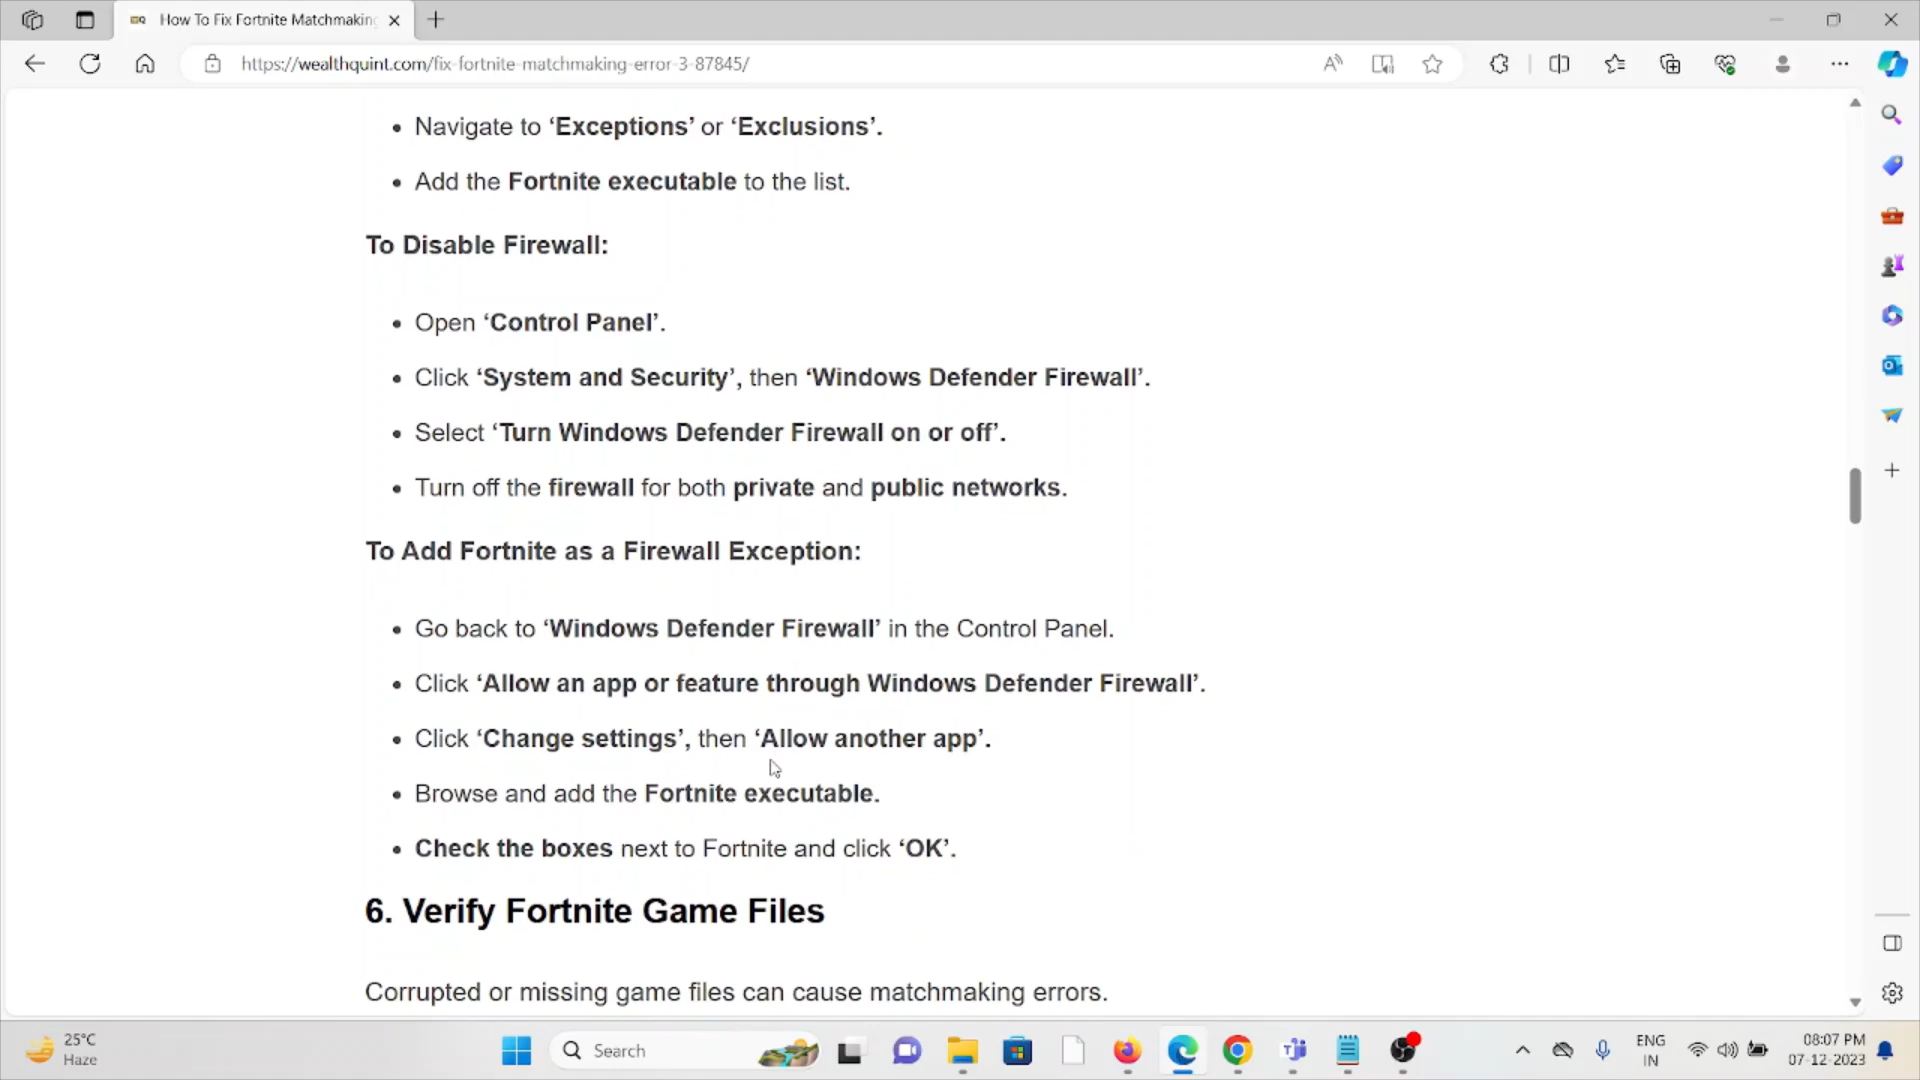 How To Fix Fortnite Matchmaking
https://wealthquint.com/fix-fortnite-matchmaking-error-3-87845/
• Navigate to ‘Exceptions’ or ‘Exclusions’.
• Add the Fortnite executable to the list.
To Disable Firewall:
• Open ‘Control Panel’.
• Click ‘System and Security’, then ‘Windows Defender Firewall’.
• Select ‘Turn Windows Defender Firewall on or off’.
• Turn off the firewall for both private and public networks.
To Add Fortnite as a Firewall Exception:
• Go back to ‘Windows Defender Firewall’ in the Control Panel.
• Click ‘Allow an app or feature through Windows Defender Firewall’.
• Click ‘Change settings’, then ‘Allow another app’.
• Browse and add the Fortnite executable.
• Check the boxes next to Fortnite and click ‘OK’.
6. Verify Fortnite Game Files
Corrupted or missing game files can cause matchmaking errors.
25°C
Haze
Search
ENG
IN
08:07 PM
07-12-2023